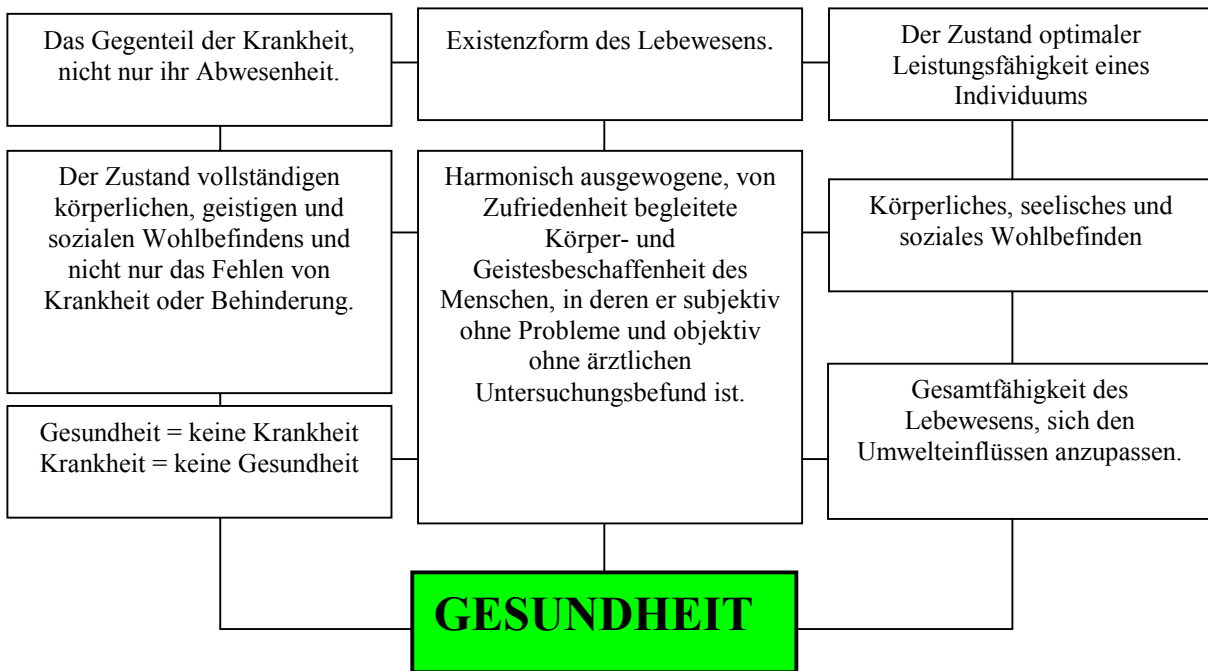 Das Gegenteil der Krankheit,
nicht nur ihr Abwesenheit.
Existenzform des Lebewesens.
Der Zustand optimaler
Leistungsfähigkeit eines
Individuums
Der Zustand vollständigen
körperlichen, geistigen und
sozialen Wohlbefindens und
nicht nur das Fehlen von
Krankheit oder Behinderung.
Harmonisch ausgewogene, von
Zufriedenheit begleitete
Körper- und
Geistesbeschaffenheit des
Menschen, in deren er subjektiv
ohne Probleme und objektiv
ohne ärztlichen
Untersuchungsbefund ist.
Körperliches, seelisches und
soziales Wohlbefinden
Gesundheit = keine Krankheit
Krankheit = keine Gesundheit
Gesamtfähigkeit des
Lebewesens, sich den
Umwelteinflüssen anzupassen.
GESUNDHEIT